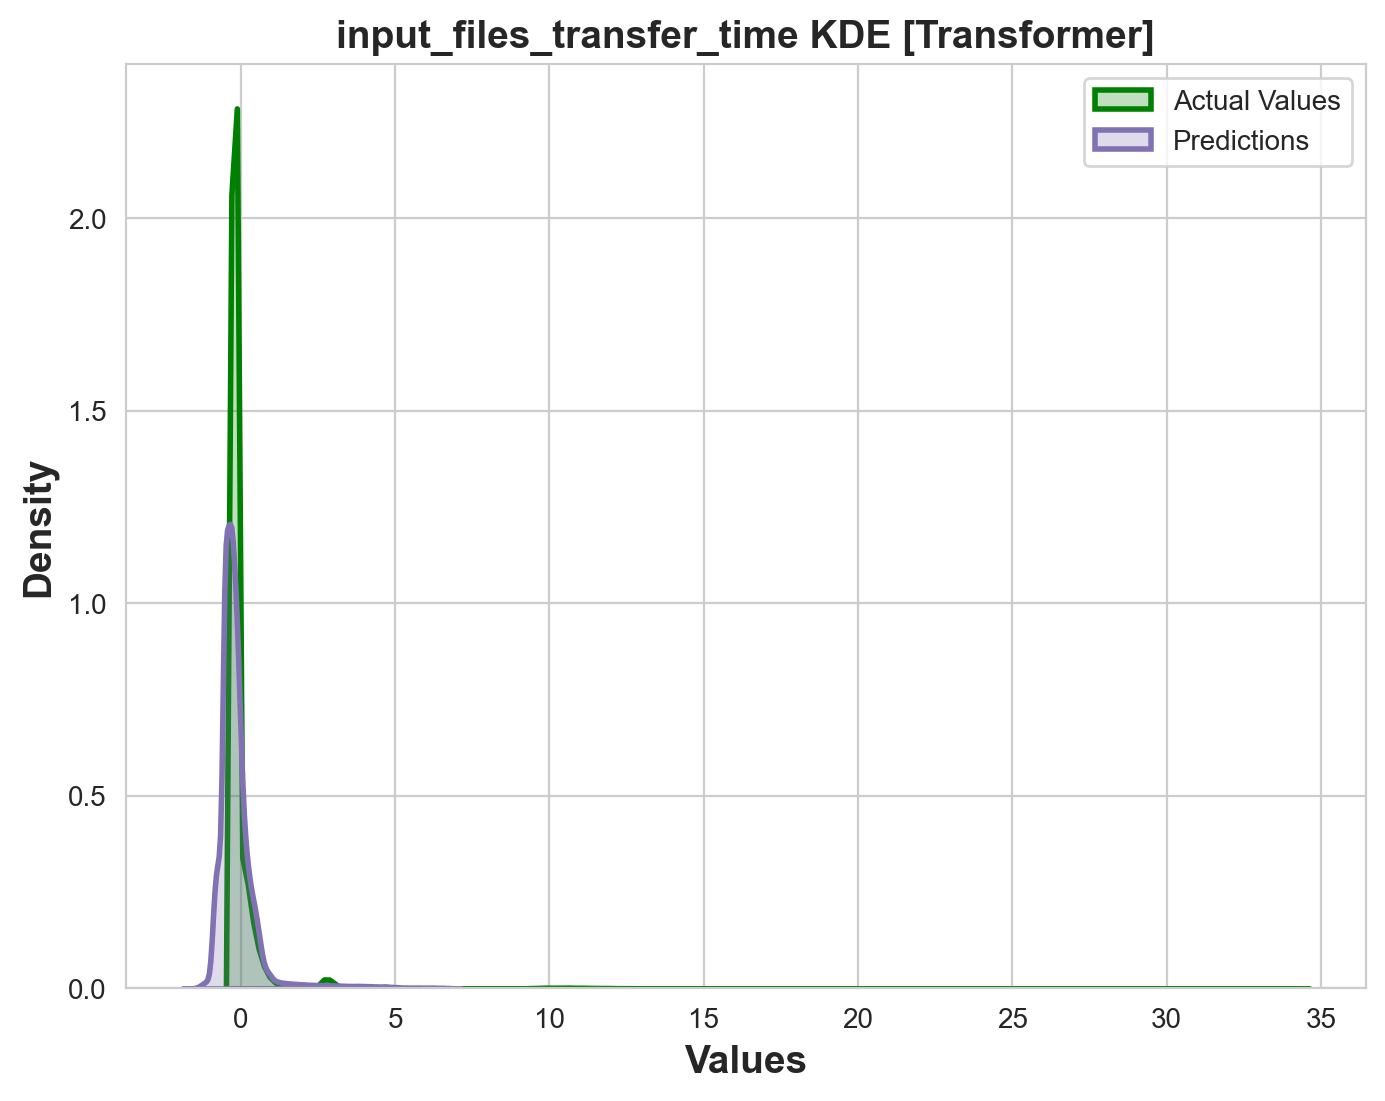 input_files_transfer_time KDE [Transformer]
Actual Values
Predictions
Density
2.0
1.5
1.0
0.5
0.0
0 5 10 15 20 25 30 35
Values